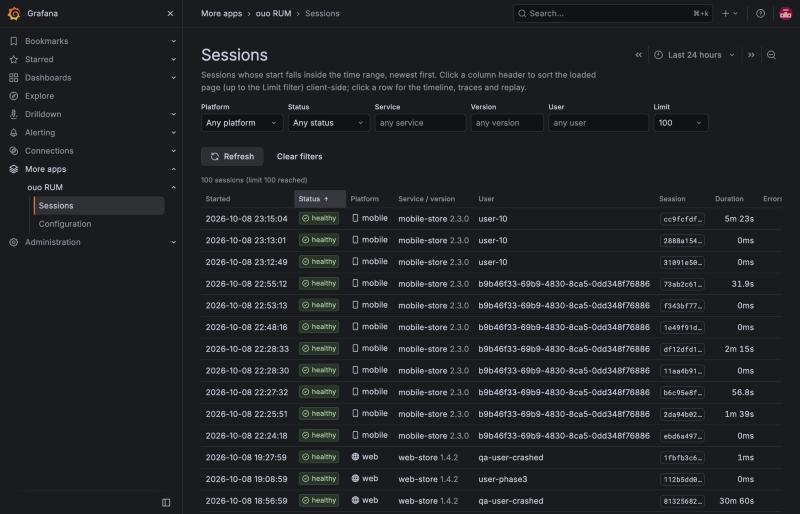 Grafana
More apps > ouo RUM > Sessions
Search...
⌘+k
Bookmarks
Starred
Dashboards
Explore
Drilldown
Alerting
Connections
More apps
ouo RUM
Sessions
Configuration
Administration
Sessions
Last 24 hours
Sessions whose start falls inside the time range, newest first. Click a column header to sort the loaded
page (up to the Limit filter) client-side; click a row for the timeline, traces and replay.
Platform Status Service Version User Limit
Any platform Any status any service any version any user 100
Refresh Clear filters
100 sessions (limit 100 reached)
Started Status ↑ Platform Service / version User Session Duration Errors
2026-10-08 23:15:04 healthy mobile mobile-store 2.3.0 user-10 cc9fcfdf… 5m 23s
2026-10-08 23:13:01 healthy mobile mobile-store 2.3.0 user-10 2888a154… 0ms
2026-10-08 23:12:49 healthy mobile mobile-store 2.3.0 user-10 31091e50… 0ms
2026-10-08 22:55:12 healthy mobile mobile-store 2.3.0 b9b46f33-69b9-4830-8ca5-0dd348f76886 73ab2c61… 31.9s
2026-10-08 22:53:13 healthy mobile mobile-store 2.3.0 b9b46f33-69b9-4830-8ca5-0dd348f76886 f343bf77… 0ms
2026-10-08 22:48:16 healthy mobile mobile-store 2.3.0 b9b46f33-69b9-4830-8ca5-0dd348f76886 1e49f91d… 0ms
2026-10-08 22:28:33 healthy mobile mobile-store 2.3.0 b9b46f33-69b9-4830-8ca5-0dd348f76886 df12dfd1… 2m 15s
2026-10-08 22:28:30 healthy mobile mobile-store 2.3.0 b9b46f33-69b9-4830-8ca5-0dd348f76886 11aa4b91… 0ms
2026-10-08 22:27:32 healthy mobile mobile-store 2.3.0 b9b46f33-69b9-4830-8ca5-0dd348f76886 b6c95e8f… 56.8s
2026-10-08 22:25:51 healthy mobile mobile-store 2.3.0 b9b46f33-69b9-4830-8ca5-0dd348f76886 2da94b02… 1m 39s
2026-10-08 22:24:18 healthy mobile mobile-store 2.3.0 b9b46f33-69b9-4830-8ca5-0dd348f76886 ebd6a497… 0ms
2026-10-08 19:27:59 healthy web web-store 1.4.2 qa-user-crashed 1fbfb3c6… 1ms
2026-10-08 19:08:59 healthy web web-store 1.4.2 user-phase3 112b5dd0… 0ms
2026-10-08 18:56:59 healthy web web-store 1.4.2 qa-user-crashed 81325682… 30m 60s